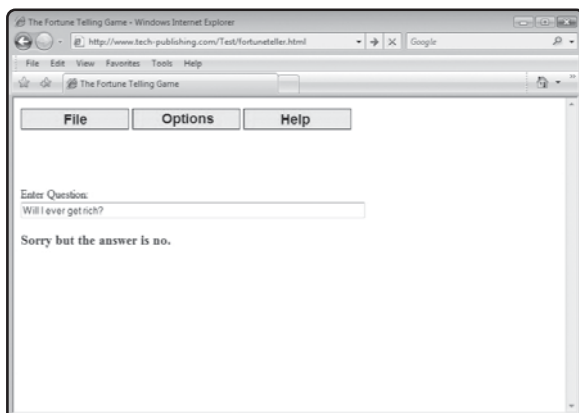 The Fortune Telling Game - Windows Internet Explorer
http://www.tech-publishing.com/Test/fortuneteller.html
Google
File Edit View Favorites Tools Help
The Fortune Telling Game
File Options Help
Enter Question:
Will I ever get rich?
Sorry but the answer is no.